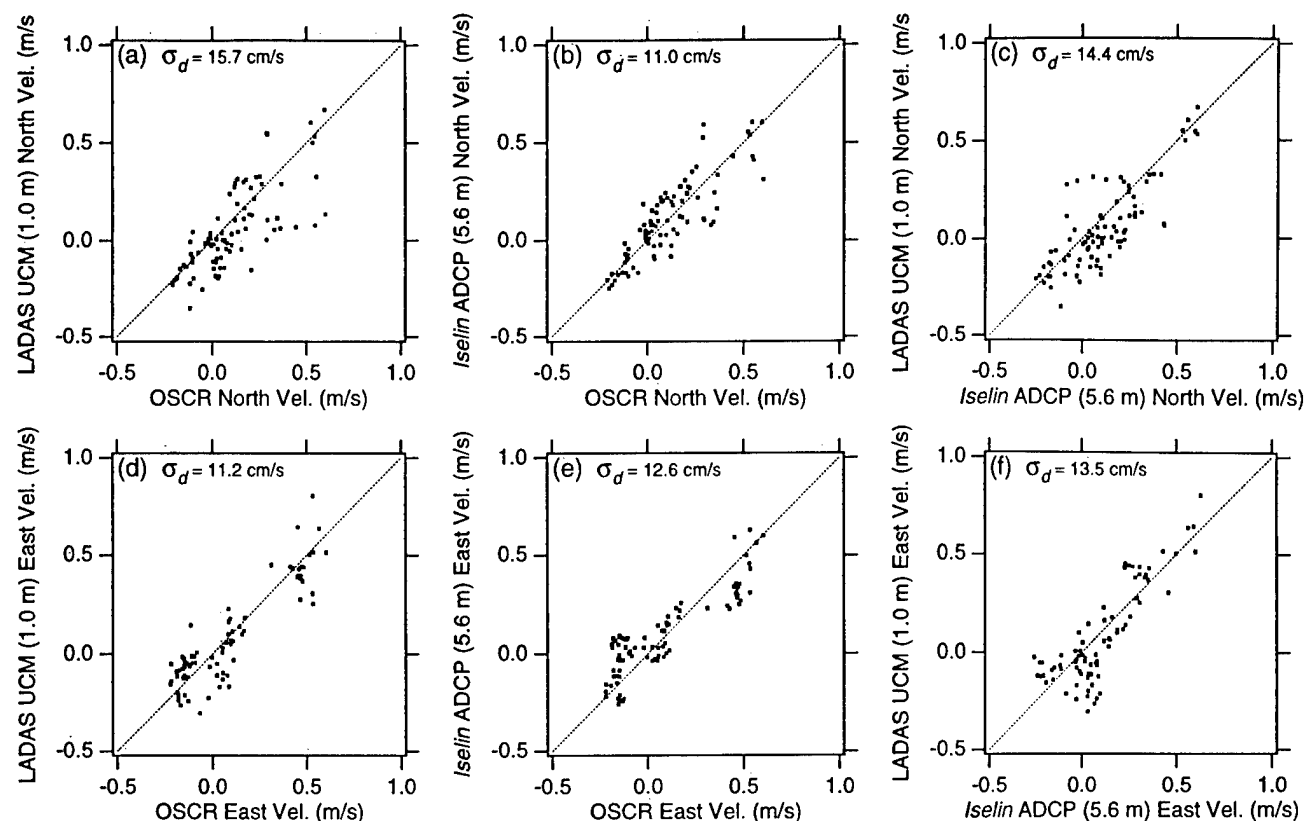 (a) σd = 15.7 cm/s
LADAS UCM (1.0 m) North Vel. (m/s)
1.0
0.5
0.0
-0.5
-0.5 0.0 0.5 1.0
OSCR North Vel. (m/s)
(b) σd = 11.0 cm/s
Iselin ADCP (5.6 m) North Vel. (m/s)
1.0
0.5
0.0
-0.5
-0.5 0.0 0.5 1.0
OSCR North Vel. (m/s)
(c) σd = 14.4 cm/s
LADAS UCM (1.0 m) North Vel. (m/s)
1.0
0.5
0.0
-0.5
-0.5 0.0 0.5 1.0
Iselin ADCP (5.6 m) North Vel. (m/s)
(d) σd = 11.2 cm/s
LADAS UCM (1.0 m) East Vel. (m/s)
1.0
0.5
0.0
-0.5
-0.5 0.0 0.5 1.0
OSCR East Vel. (m/s)
(e) σd = 12.6 cm/s
Iselin ADCP (5.6 m) East Vel. (m/s)
1.0
0.5
0.0
-0.5
-0.5 0.0 0.5 1.0
OSCR East Vel. (m/s)
(f) σd = 13.5 cm/s
LADAS UCM (1.0 m) East Vel. (m/s)
1.0
0.5
0.0
-0.5
-0.5 0.0 0.5 1.0
Iselin ADCP (5.6 m) East Vel. (m/s)